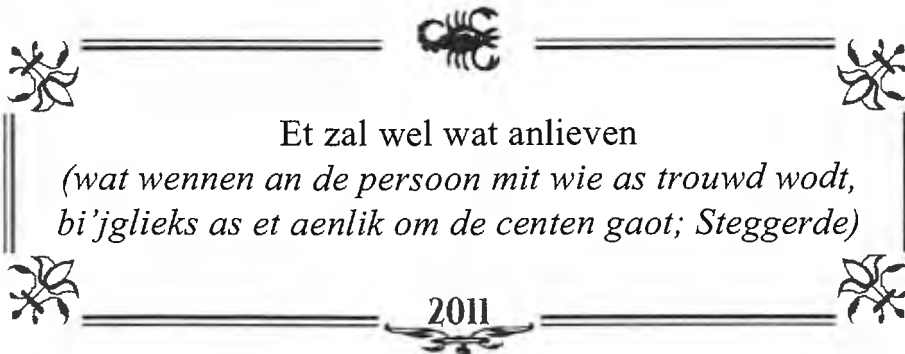 Et zal wel wat anlieven
(wat wennen an de persoon mit wie as trouwd wodt,
bi'jglieks as et aenlik om de centen gaot; Steggerde)
2011